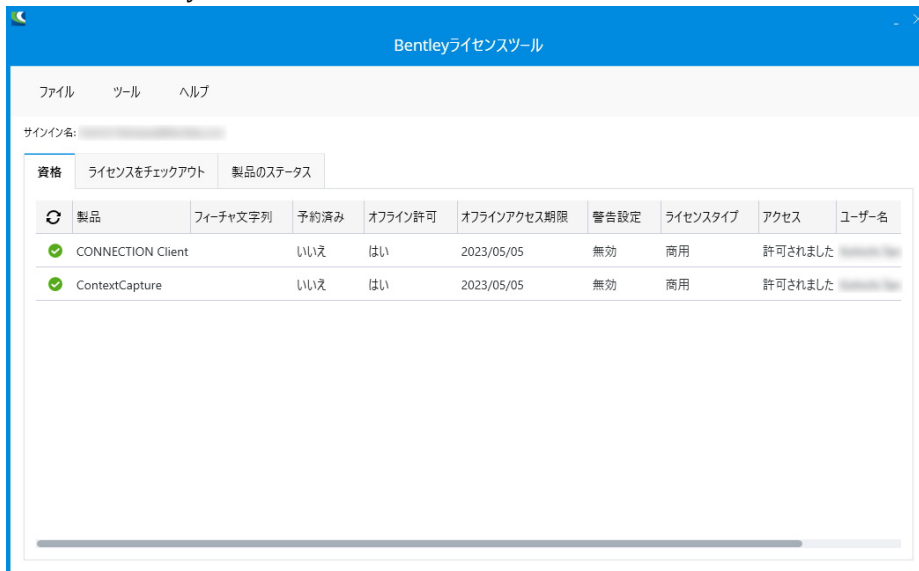 Bentleyライセンスツール
ファイル ツール ヘルプ
サインイン名:
資格 ライセンスをチェックアウト 製品のステータス
製品 フィーチャ文字列 予約済み オフライン許可 オフラインアクセス期限 警告設定 ライセンスタイプ アクセス ユーザー名
CONNECTION Client いいえ はい 2023/05/05 無効 商用 許可されました
ContextCapture いいえ はい 2023/05/05 無効 商用 許可されました